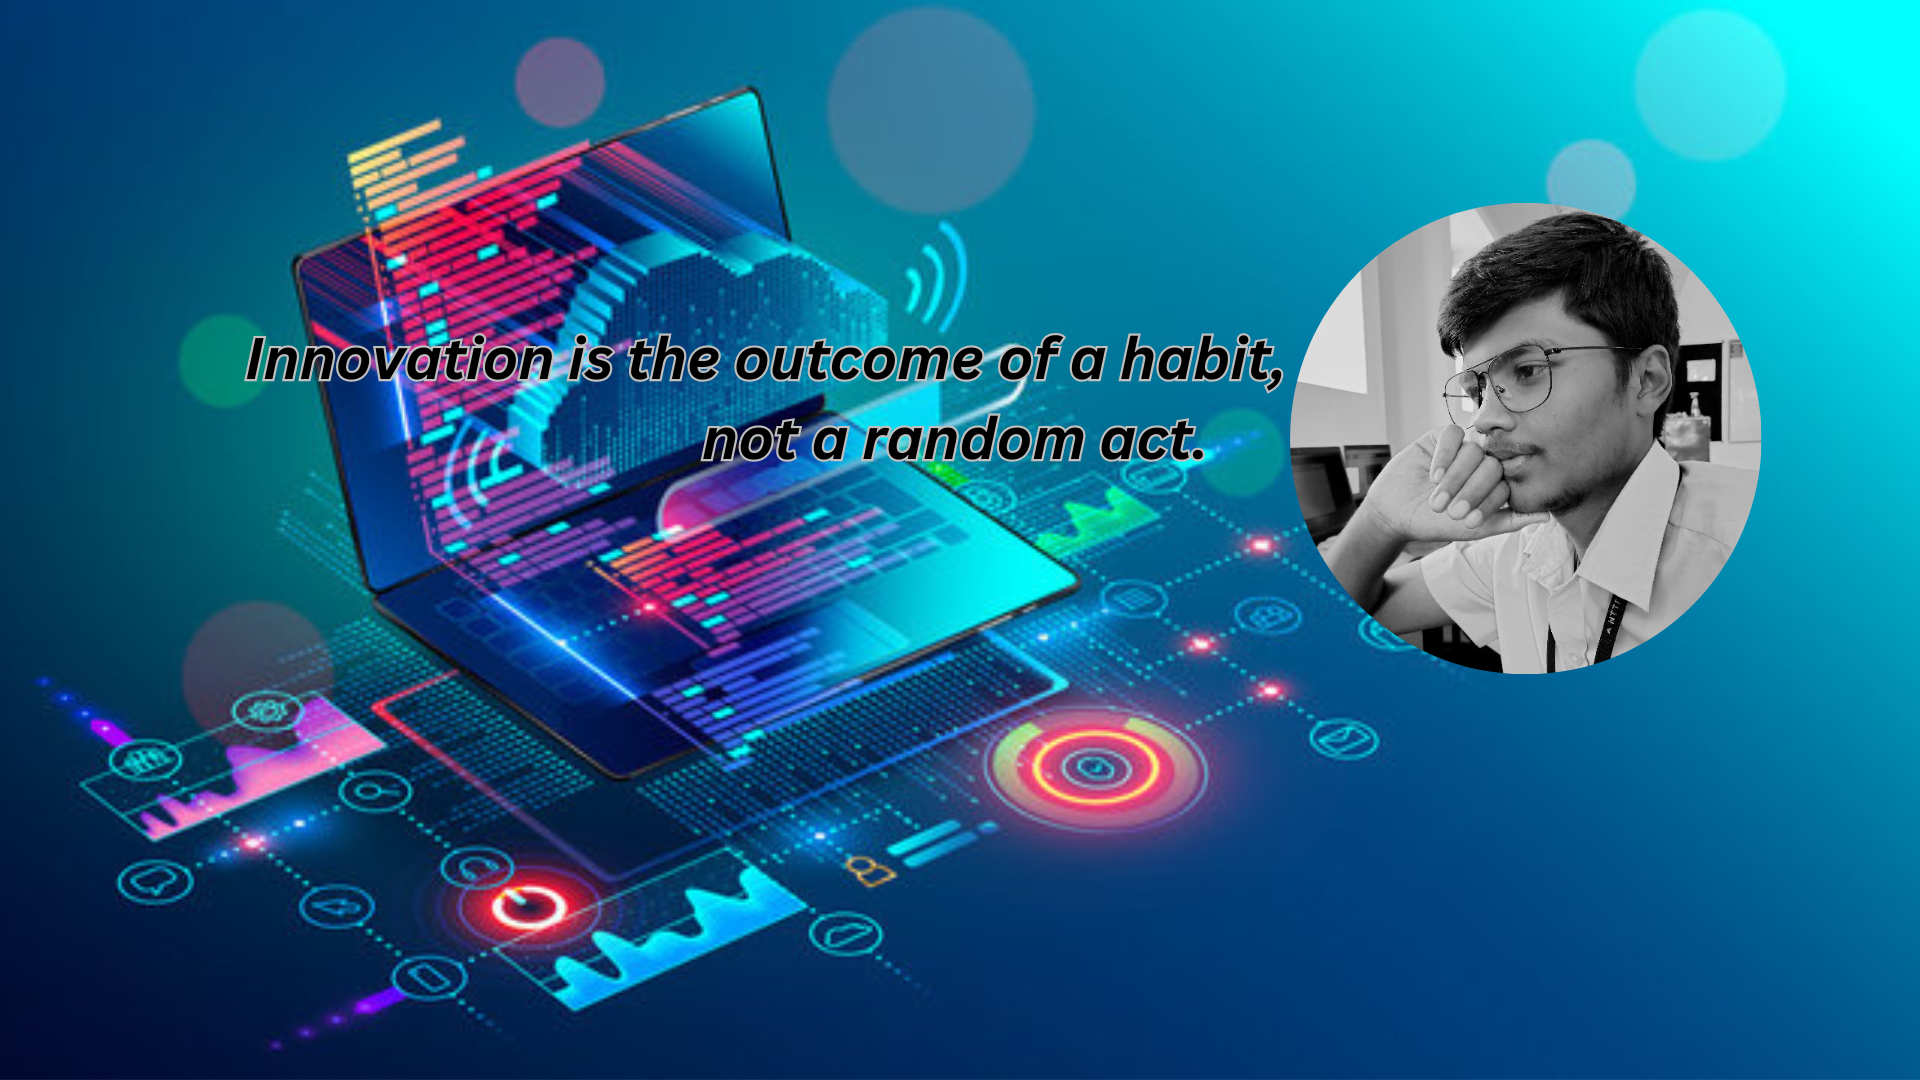 Innovation is the outcome of a habit,
not a random act.